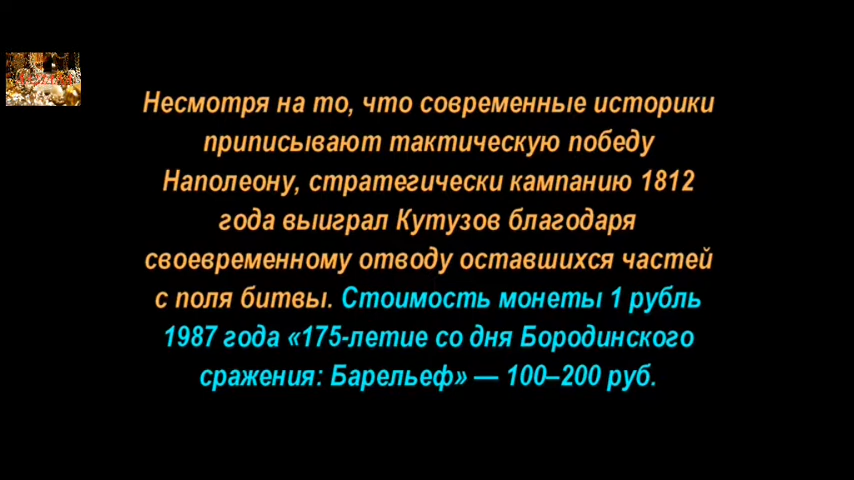 Несмотря на то, что современные историки
приписывают тактическую победу
Наполеону, стратегически кампанию 1812
года выиграл Кутузов благодаря
своевременному отводу оставшихся частей
с поля битвы. Стоимость монеты 1 рубль
1987 года «175-летие со дня Бородинского
сражения: Барельеф» — 100–200 руб.